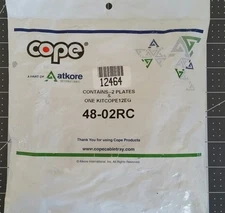 cope
A PART OF atkore
12464
CONTAINS: 2 PLATES
&
ONE KITCOPE12EG
48-02RC
Thank You for using Cope Products
www.copecabletray.com